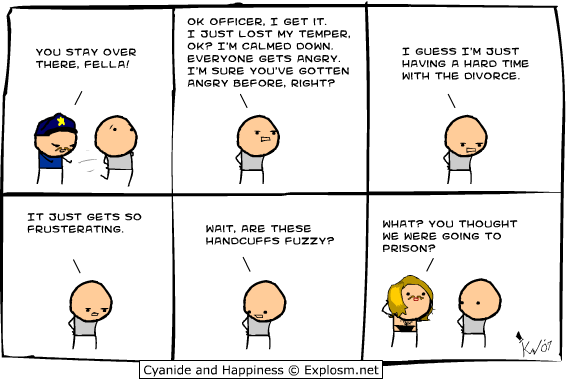 YOU STAY OVER
THERE, FELLA!
OK OFFICER, I GET IT.
I JUST LOST MY TEMPER,
OK? I'M CALMED DOWN.
EVERYONE GETS ANGRY.
I'M SURE YOU'VE GOTTEN
ANGRY BEFORE, RIGHT?
I GUESS I'M JUST
HAVING A HARD TIME
WITH THE DIVORCE.
IT JUST GETS SO
FRUSTERATING.
WAIT, ARE THESE
HANDCUFFS FUZZY?
WHAT? YOU THOUGHT
WE WERE GOING TO
PRISON?
KW'07
Cyanide and Happiness © Explosm.net